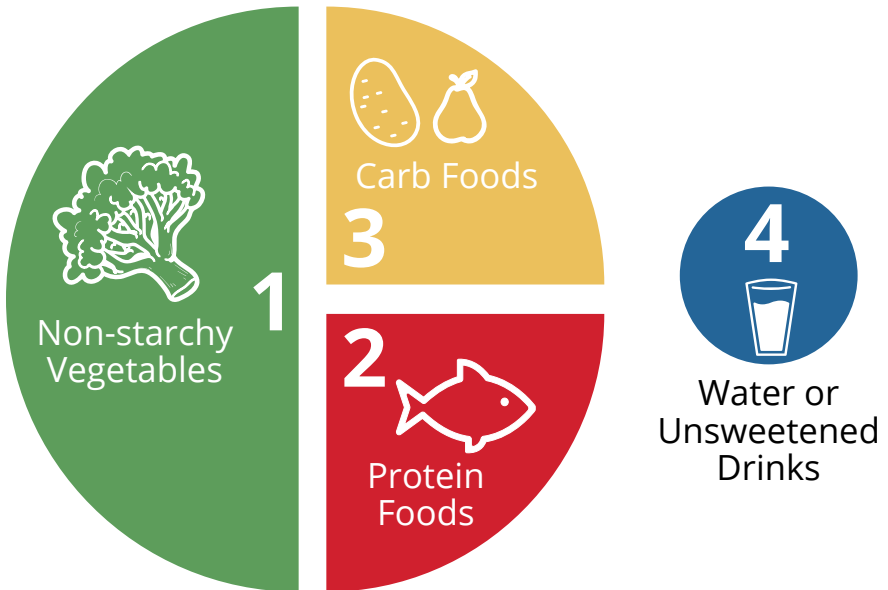 1
Non-starchy
Vegetables
Carb Foods
3
2
Protein
Foods
4
Water or
Unsweetened
Drinks